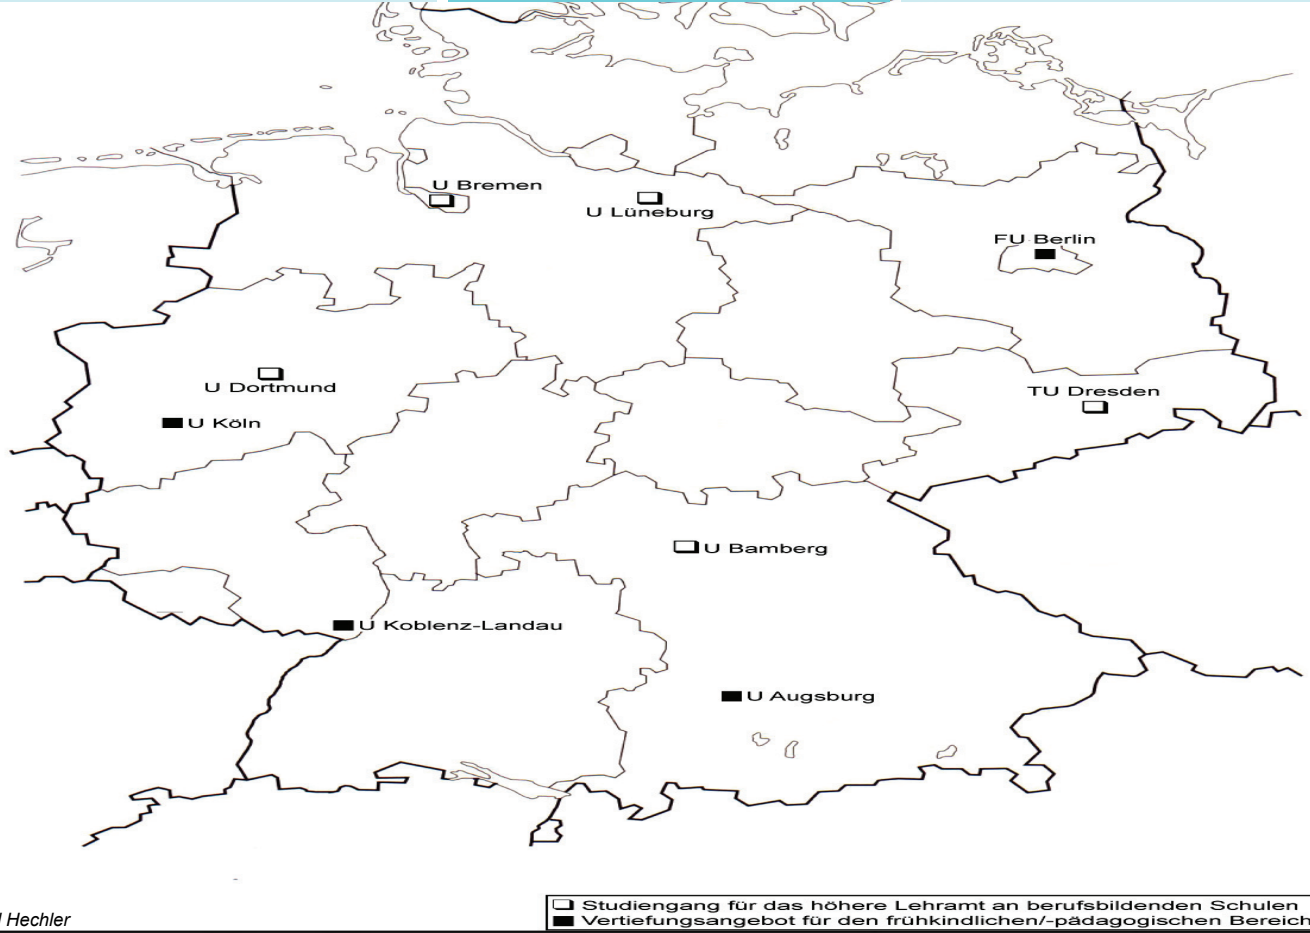 U Bremen
U Lüneburg
FU Berlin
U Dortmund
TU Dresden
U Köln
U Bamberg
U Koblenz-Landau
U Augsburg
Hechler
Studiengang für das höhere Lehramt an berufsbildenden Schulen
Vertiefungsangebot für den frühkindlichen/-pädagogischen Bereich